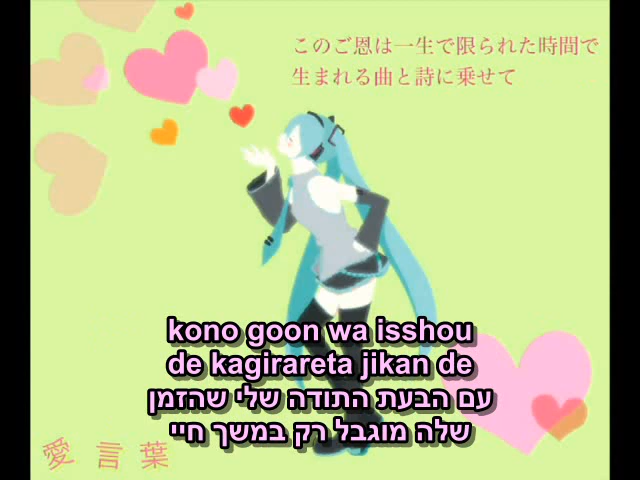 このご恩は一生で限られた時間で
生まれる曲と詩に乗せて
kono goon wa isshou
de kagirareta jikan de
עם הבעת התודה שלי שהזמן
שלה מוגבל רק במשך חיי
愛言葉